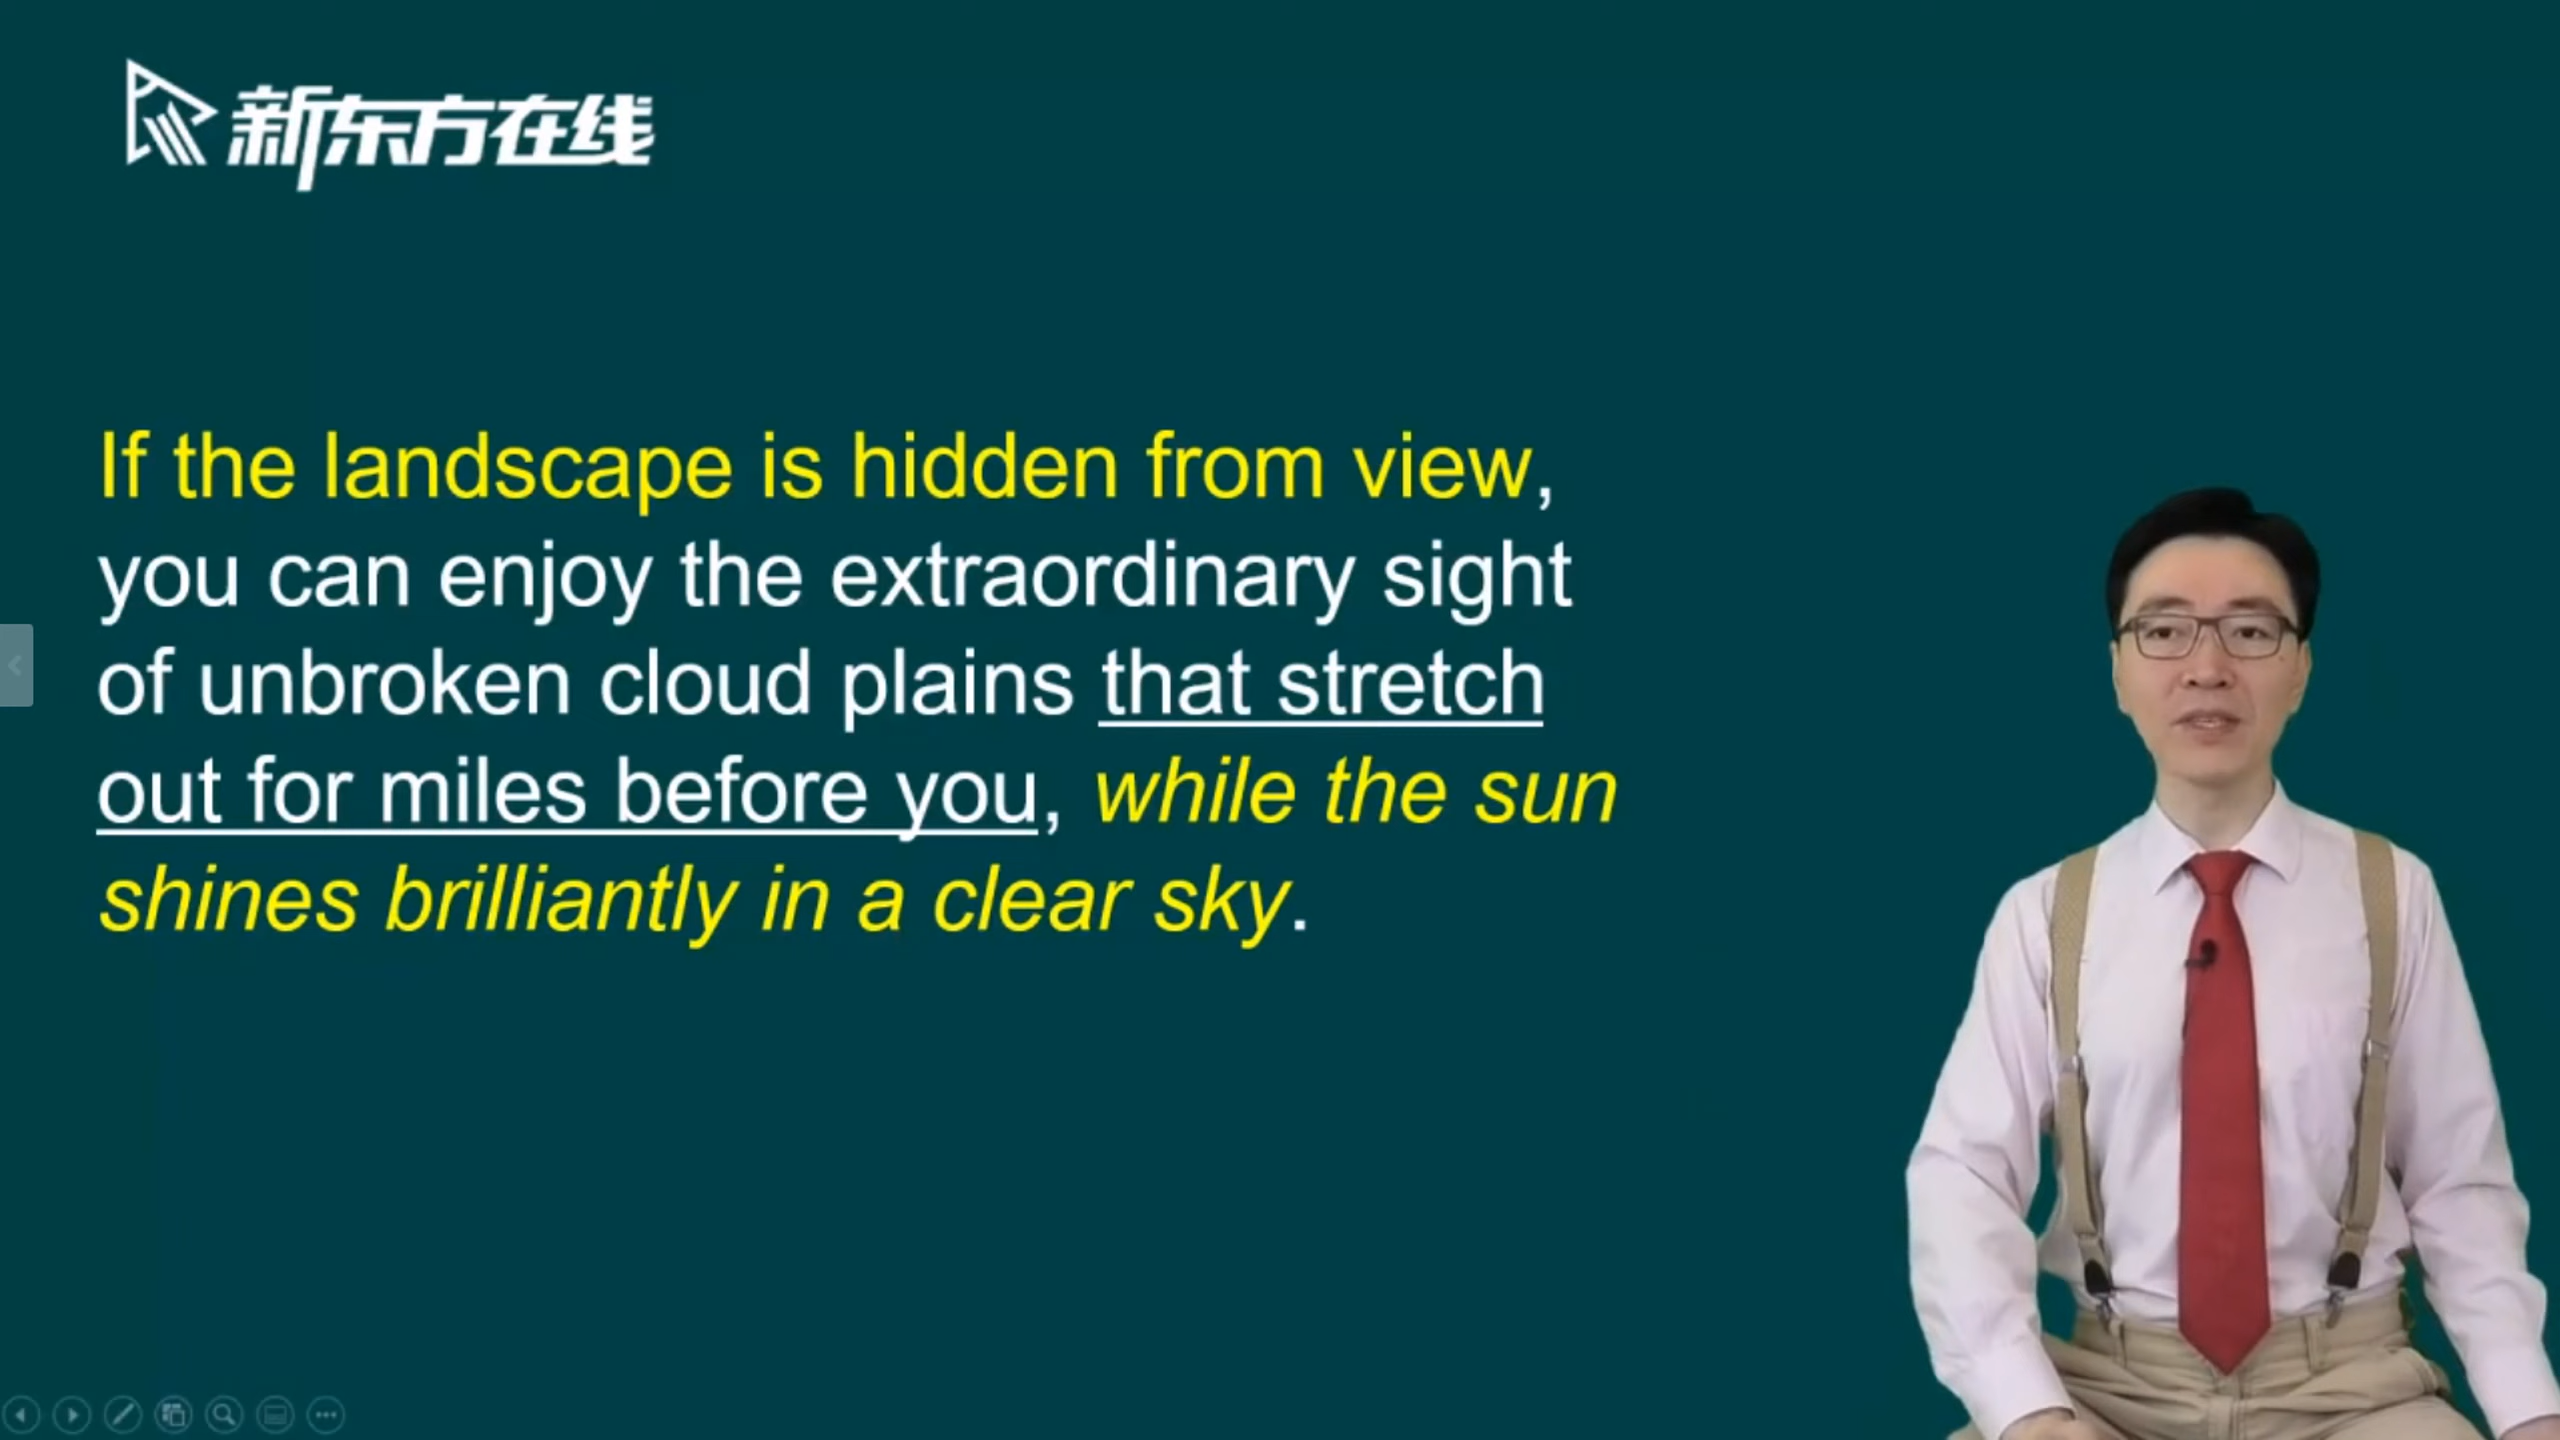 新东方在线
If the landscape is hidden from view,
you can enjoy the extraordinary sight
of unbroken cloud plains that stretch
out for miles before you, while the sun
shines brilliantly in a clear sky.